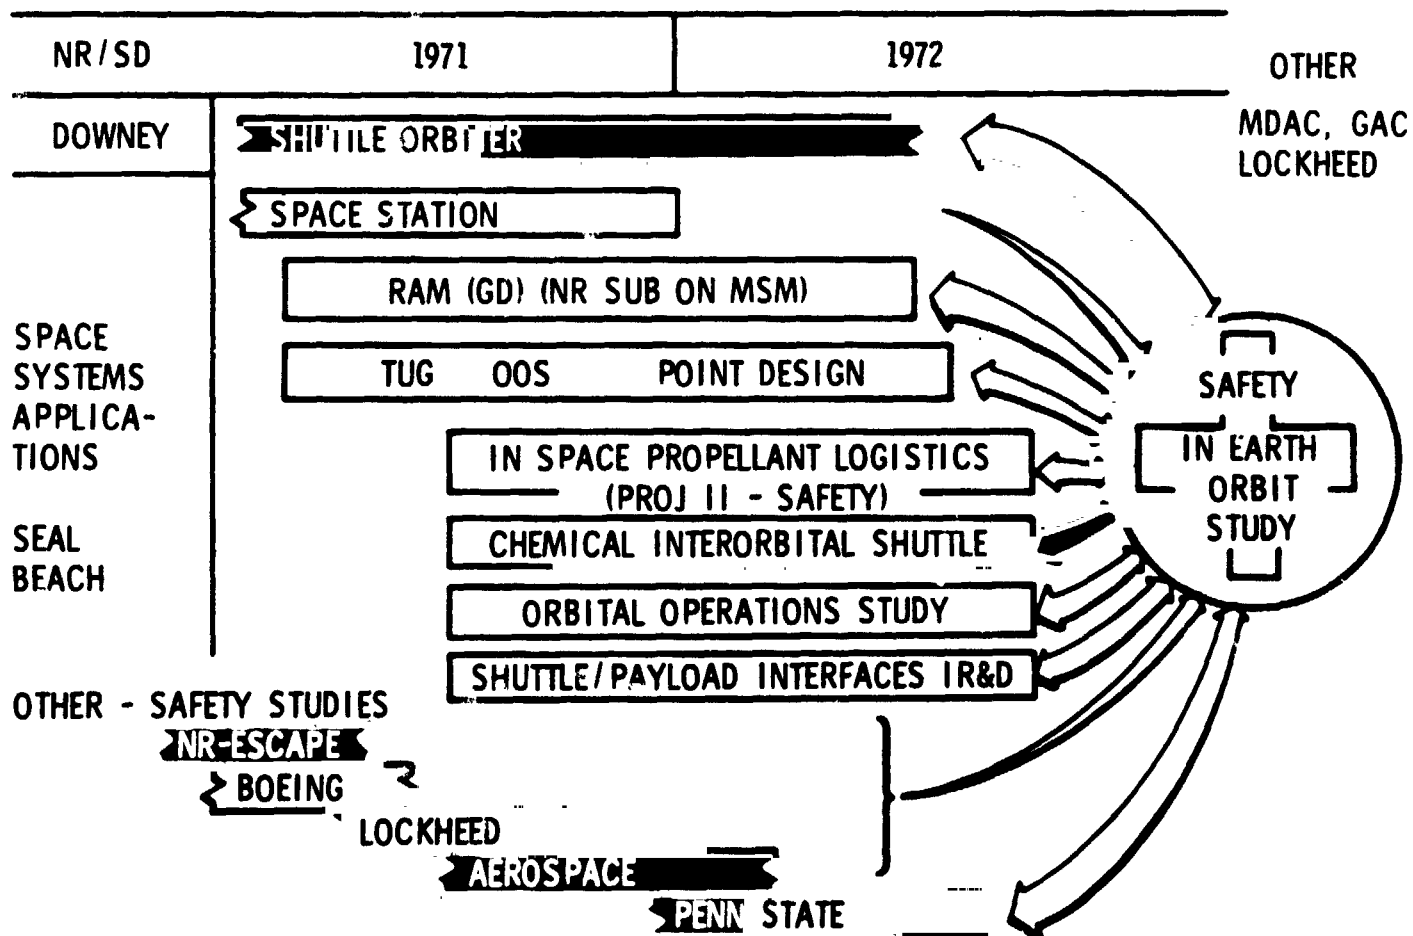 NR/SD 1971 1972
OTHER
DOWNEY
SHUTTLE ORBITER
MDAC, GAC
LOCKHEED
SPACE STATION
RAM (GD) (NR SUB ON MSM)
SPACE
SYSTEMS
APPLICA-
TIONS
TUG OOS POINT DESIGN
IN SPACE PROPELLANT LOGISTICS
(PROJ II - SAFETY)
SEAL
BEACH
CHEMICAL INTERORBITAL SHUTTLE
ORBITAL OPERATIONS STUDY
SHUTTLE/PAYLOAD INTERFACES IR&D
SAFETY
IN EARTH
ORBIT
STUDY
OTHER - SAFETY STUDIES
NR-ESCAPE
BOEING
LOCKHEED
AEROSPACE
PENN STATE